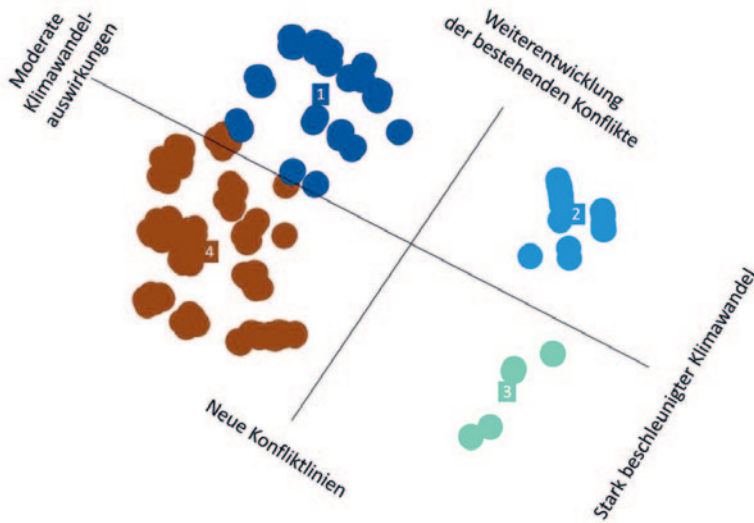 Moderate
Klimawandel-
auswirkungen
Weiterentwicklung
der bestehenden Konflikte
1
2
4
3
Neue Konfliktlinien
Stark beschleunigter Klimawandel